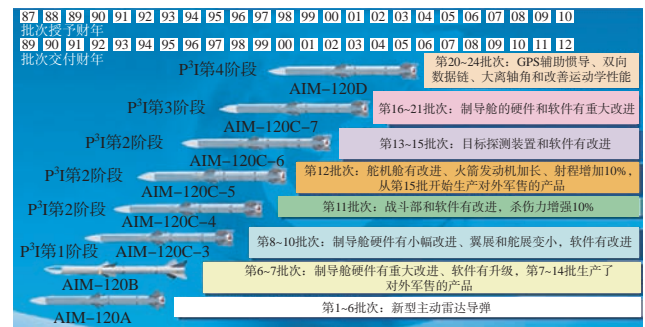 87 88 89 90 91 92 93 94 95 96 97 98 99 00 01 02 03 04 05 06 07 08 09 10
批次授予财年
89 90 91 92 93 94 95 96 97 98 99 00 01 02 03 04 05 06 07 08 09 10 11 12
批次交付财年
P³I第4阶段
AIM-120D
第20~24批次：GPS辅助惯导、双向
数据链、大离轴角和改善运动学性能
P³I第3阶段
AIM-120C-7
第16~21批次：制导舱的硬件和软件有重大改进
P³I第2阶段
AIM-120C-6
第13~15批次：目标探测装置和软件有改进
P³I第2阶段
AIM-120C-5
第12批次：舵机舱有改进、火箭发动机加长、射程增加10%，
从第15批开始生产对外军售的产品
P³I第2阶段
AIM-120C-4
第11批次：战斗部和软件有改进，杀伤力增强10%
P³I第1阶段
AIM-120C-3
第8~10批次：制导舱硬件有小幅改进、翼展和舵展变小，软件有改进
AIM-120B
第6~7批次：制导舱硬件有重大改进、软件有升级，第7~14批生产了
对外军售的产品
AIM-120A
第1~6批次：新型主动雷达导弹